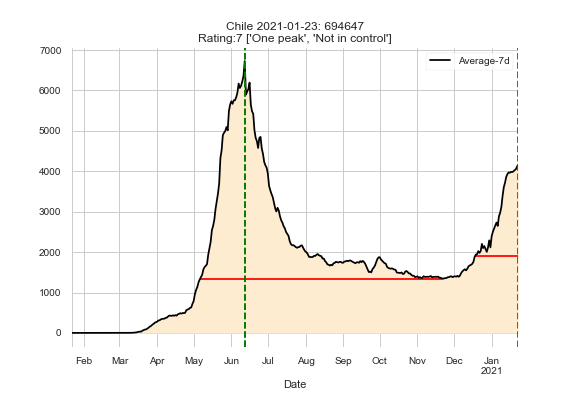 Chile 2021-01-23: 694647
Rating:7 ['One peak', 'Not in control']
Average-7d
7000
6000
5000
4000
3000
2000
1000
0
Feb Mar Apr May Jun Jul Aug Sep Oct Nov Dec Jan
2021
Date